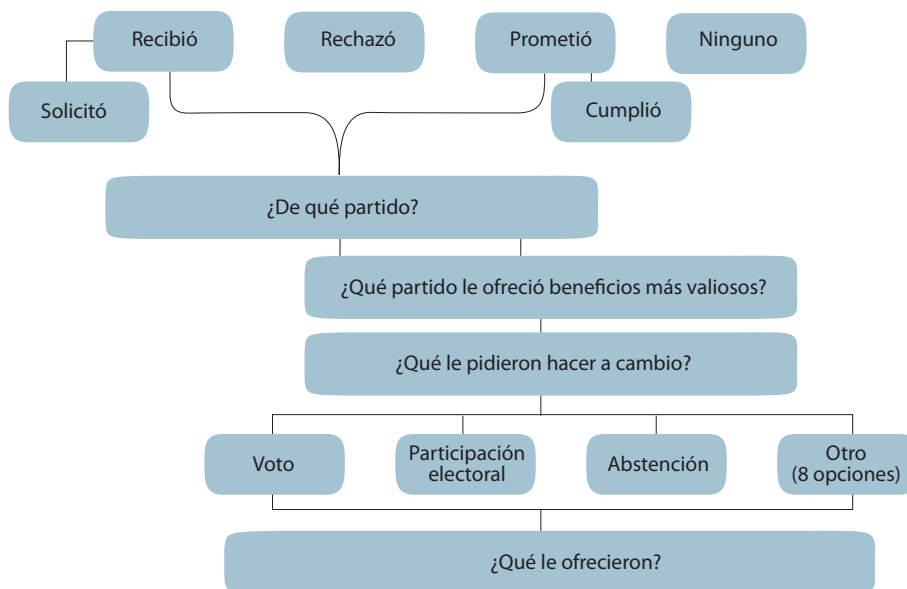 Recibió
Rechazó
Prometió
Ninguno
Solicitó
Cumplió
¿De qué partido?
¿Qué partido le ofreció beneficios más valiosos?
¿Qué le pidieron hacer a cambio?
Voto
Participación
electoral
Abstención
Otro
(8 opciones)
¿Qué le ofrecieron?